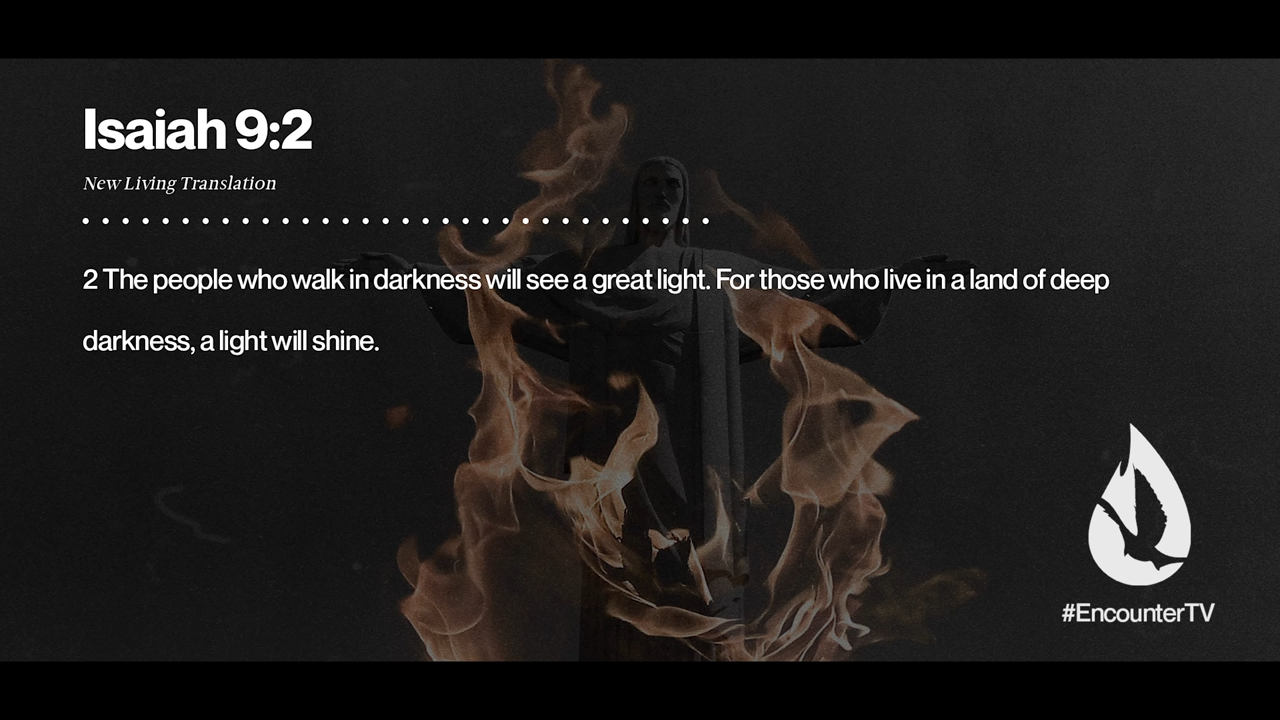 Isaiah 9:2
New Living Translation
2 The people who walk in darkness will see a great light. For those who live in a land of deep
darkness, a light will shine.
#EncounterTV